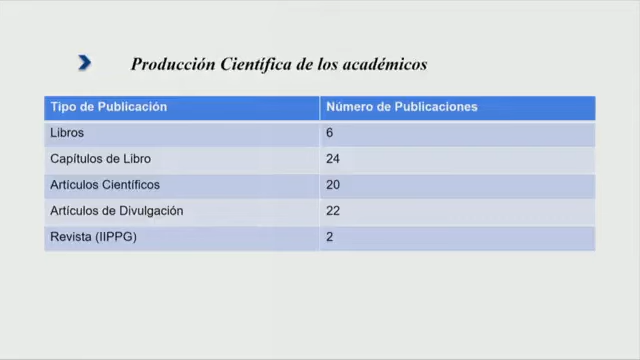 Producción Científica de los académicos
Tipo de Publicación Número de Publicaciones
Libros 6
Capítulos de Libro 24
Artículos Científicos 20
Artículos de Divulgación 22
Revista (IIPPG) 2